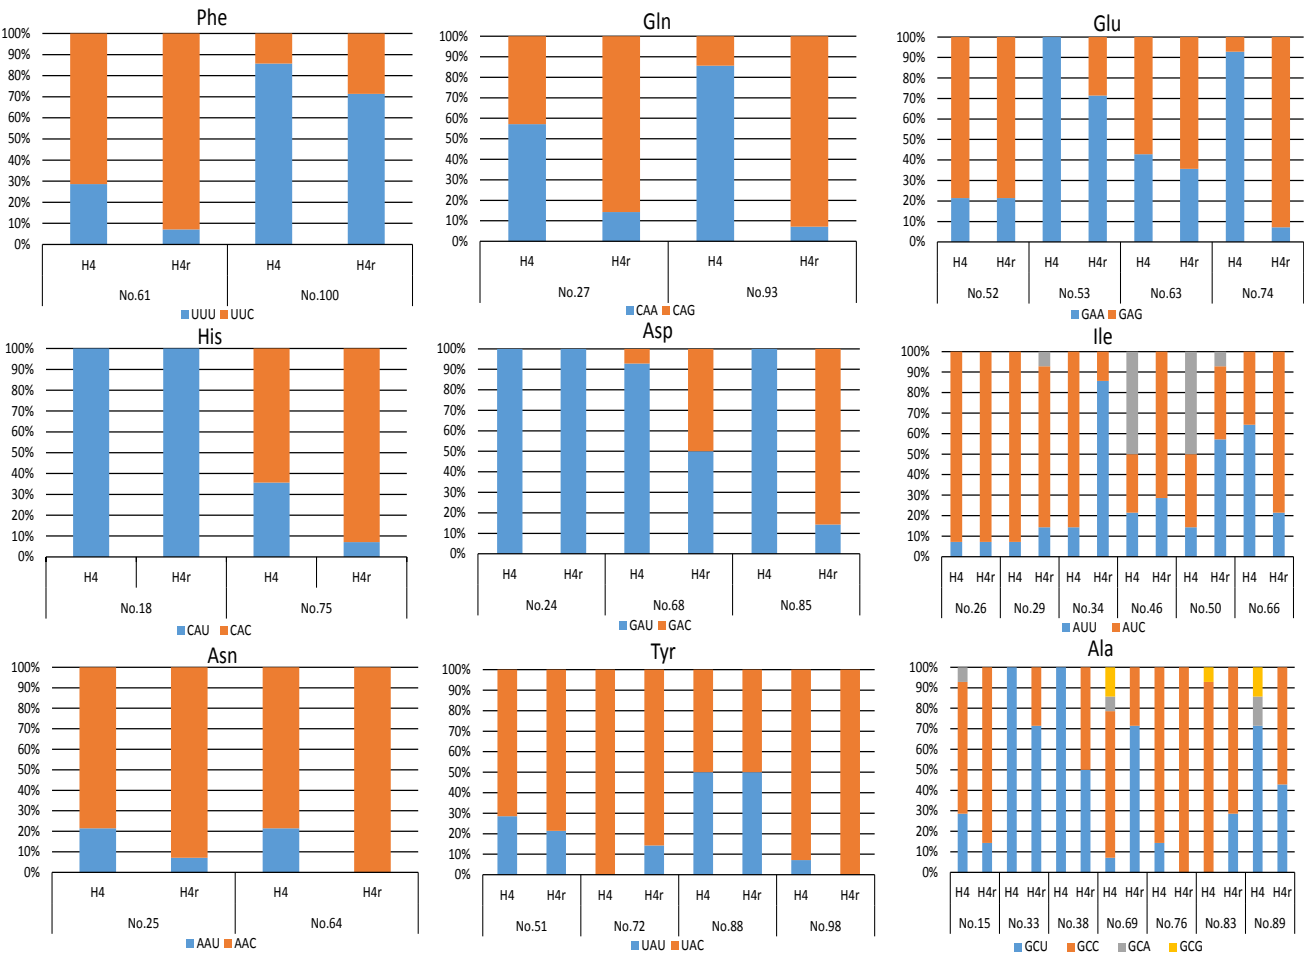 Phe
100%
90%
80%
70%
60%
50%
40%
30%
20%
10%
0%
H4 H4r H4 H4r
No.61 No.100
UUU UUC
Gln
100%
90%
80%
70%
60%
50%
40%
30%
20%
10%
0%
H4 H4r H4 H4r
No.27 No.93
CAA CAG
Glu
100%
90%
80%
70%
60%
50%
40%
30%
20%
10%
0%
H4 H4r H4 H4r H4 H4r H4 H4r
No.52 No.53 No.63 No.74
GAA GAG
His
100%
90%
80%
70%
60%
50%
40%
30%
20%
10%
0%
H4 H4r H4 H4r
No.18 No.75
CAU CAC
Asp
100%
90%
80%
70%
60%
50%
40%
30%
20%
10%
0%
H4 H4r H4 H4r H4 H4r
No.24 No.68 No.85
GAU GAC
Ile
100%
90%
80%
70%
60%
50%
40%
30%
20%
10%
0%
H4 H4r H4 H4r H4 H4r H4 H4r H4 H4r H4 H4r
No.26 No.29 No.34 No.46 No.50 No.66
AUU AUC
Asn
100%
90%
80%
70%
60%
50%
40%
30%
20%
10%
0%
H4 H4r H4 H4r
No.25 No.64
AAU AAC
Tyr
100%
90%
80%
70%
60%
50%
40%
30%
20%
10%
0%
H4 H4r H4 H4r H4 H4r H4 H4r
No.51 No.72 No.88 No.98
UAU UAC
Ala
100%
90%
80%
70%
60%
50%
40%
30%
20%
10%
0%
H4 H4r H4 H4r H4 H4r H4 H4r H4 H4r H4 H4r H4 H4r
No.15 No.33 No.38 No.69 No.76 No.83 No.89
GCU GCC GCA GCG